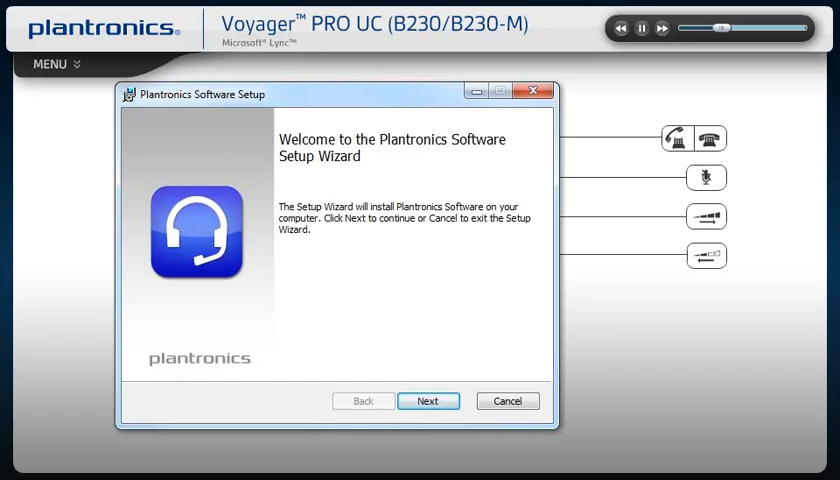 plantronics®
Voyager™ PRO UC (B230/B230-M)
Microsoft® Lync™
MENU
Plantronics Software Setup
Welcome to the Plantronics Software
Setup Wizard
The Setup Wizard will install Plantronics Software on your
computer. Click Next to continue or Cancel to exit the Setup
Wizard.
plantronics
Back
Next
Cancel